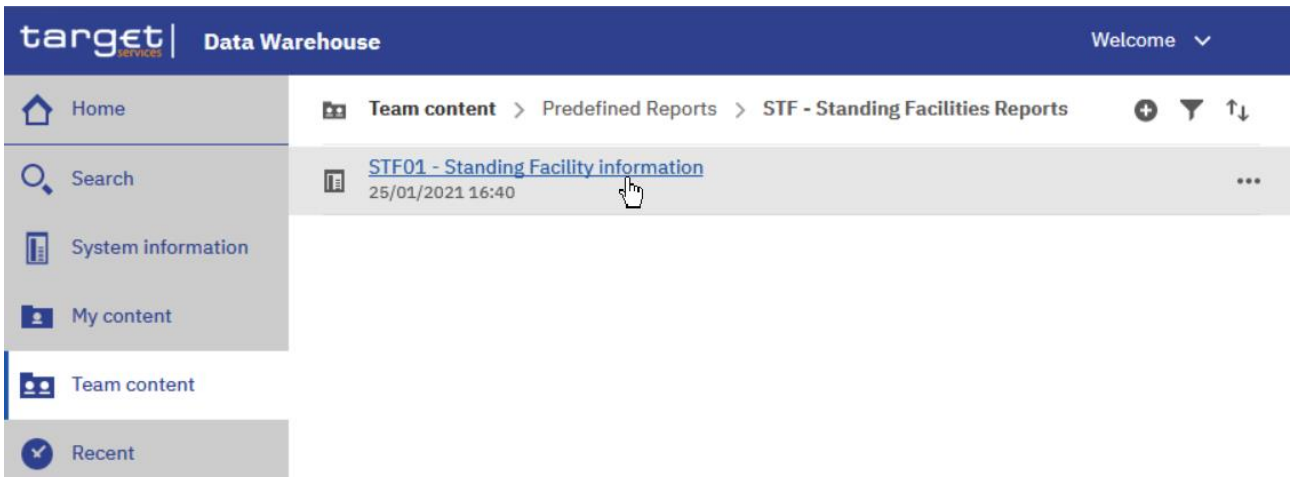 target| Data Warehouse Welcome
services
Home
Team content > Predefined Reports > STF - Standing Facilities Reports
Search
STF01 - Standing Facility information
25/01/2021 16:40
System information
My content
Team content
Recent